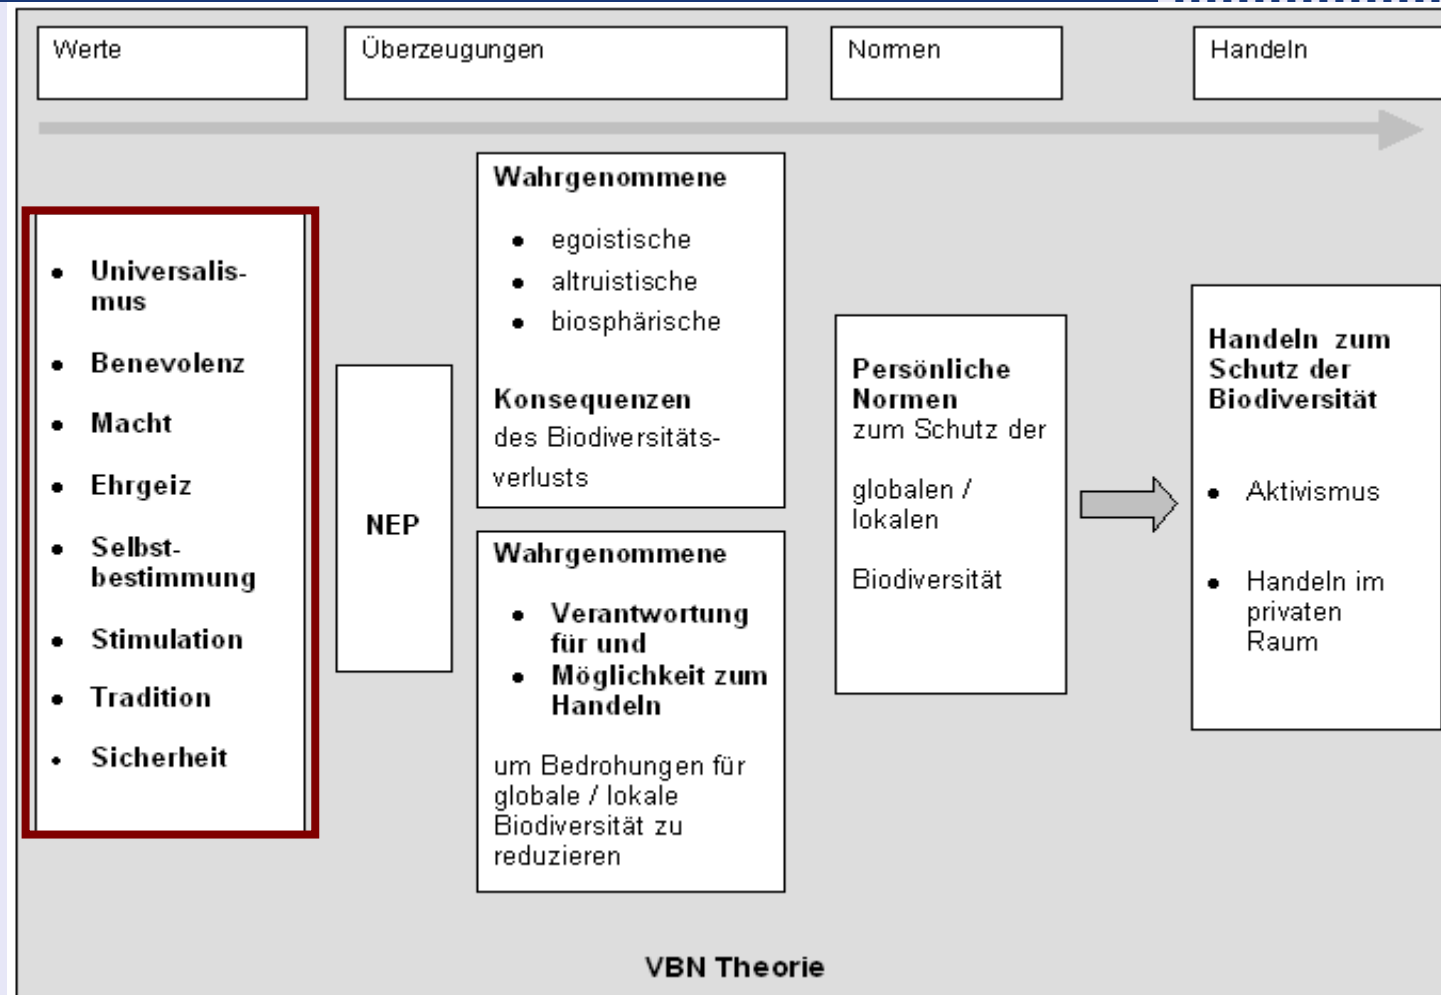 Werte
Überzeugungen
Normen
Handeln
• Universalis-
mus
• Benevolenz
• Macht
• Ehrgeiz
• Selbst-
bestimmung
• Stimulation
• Tradition
• Sicherheit
NEP
Wahrgenommene
• egoistische
• altruistische
• biosphärische
Konsequenzen
des Biodiversitäts-
verlusts
Wahrgenommene
• Verantwortung
für und
• Möglichkeit zum
Handeln
um Bedrohungen für
globale / lokale
Biodiversität zu
reduzieren
Persönliche
Normen
zum Schutz der
globalen /
lokalen
Biodiversität
Handeln zum
Schutz der
Biodiversität
• Aktivismus
• Handeln im
privaten
Raum
VBN Theorie